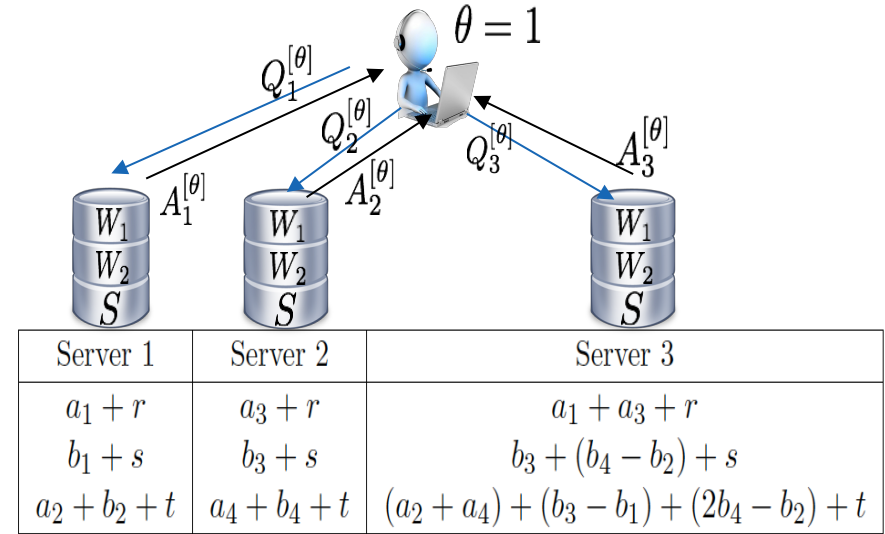 θ = 1
Q_1^{[θ]}
Q_2^{[θ]}
Q_3^{[θ]}
A_1^{[θ]}
A_2^{[θ]}
A_3^{[θ]}
W_1 W_1 W_1
W_2 W_2 W_2
S S S
Server 1 Server 2 Server 3
a_1 + r a_3 + r a_1 + a_3 + r
b_1 + s b_3 + s b_3 + (b_4 − b_2) + s
a_2 + b_2 + t a_4 + b_4 + t (a_2 + a_4) + (b_3 − b_1) + (2b_4 − b_2) + t